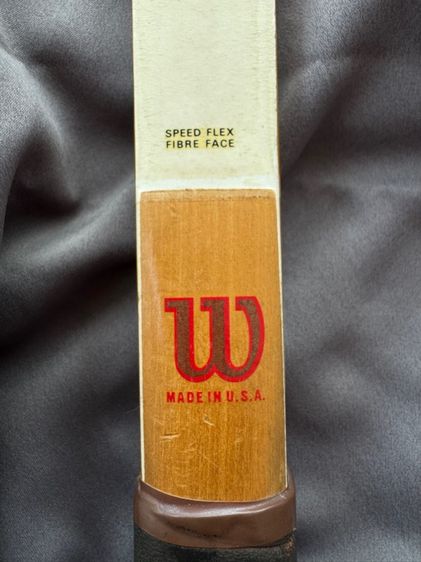 SPEED FLEX
FIBRE FACE
W
MADE IN U.S.A.